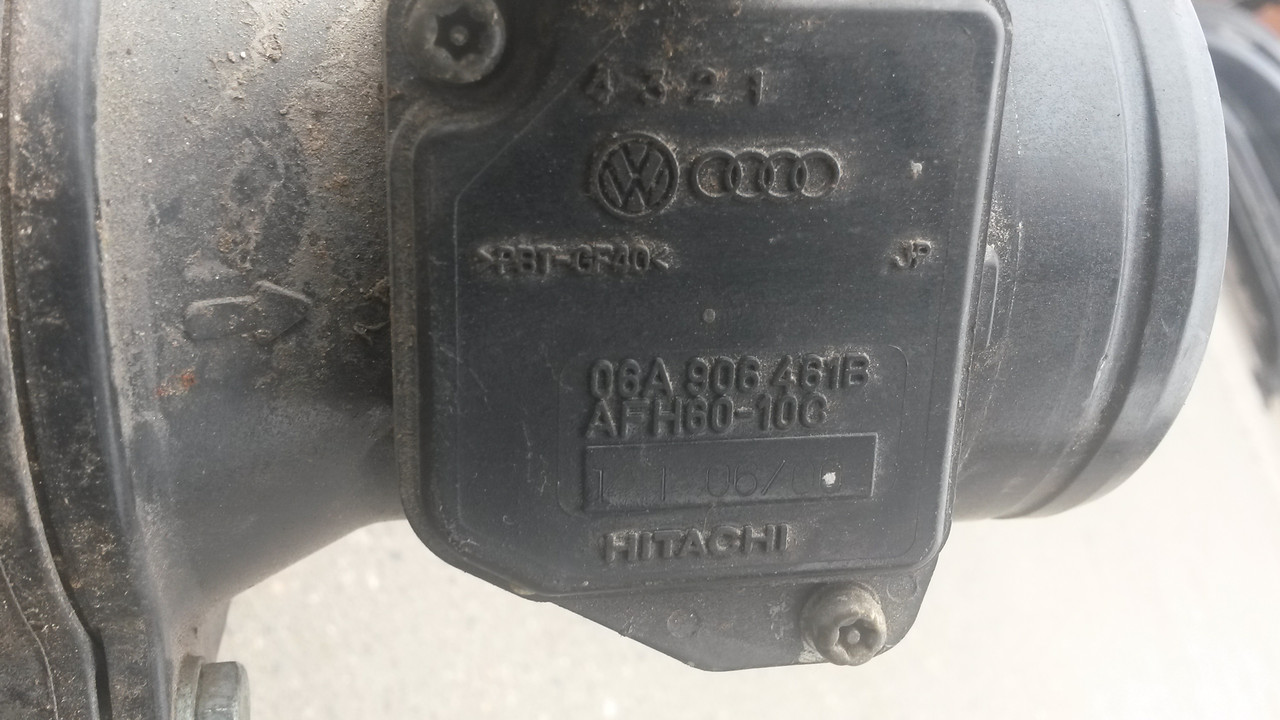 4 3 2 1
>PBT-GF40<
JP
06A 906 461B
AFH60-10C
HITACHI